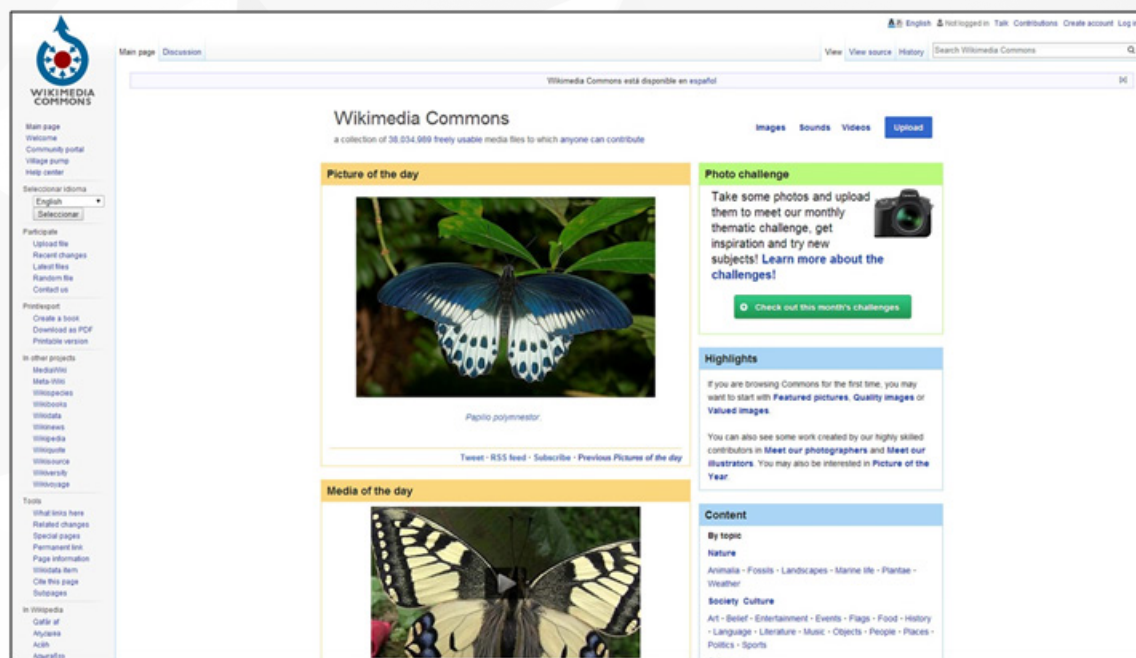 English Not logged in Talk Contributions Create account Log in
Main page Discussion
View View source History Search Wikimedia Commons
WIKIMEDIA
COMMONS
Wikimedia Commons está disponible en español
Wikimedia Commons
a collection of 38,034,989 freely usable media files to which anyone can contribute
Images Sounds Videos Upload
Main page
Welcome
Community portal
Village pump
Help center
Seleccionar idioma
English
Seleccionar
Participate
Upload file
Recent changes
Latest files
Random file
Contact us
Print/export
Create a book
Download as PDF
Printable version
In other projects
MediaWiki
Meta-Wiki
Wikispecies
Wikibooks
Wikidata
Wikinews
Wikipedia
Wikiquote
Wikisource
Wikiversity
Wikivoyage
Tools
What links here
Related changes
Special pages
Permanent link
Page information
Wikidata item
Cite this page
Subpages
In Wikipedia
Qafár af
Аҧсшәа
Acèh
Picture of the day
Papilio polymnestor.
Tweet · RSS feed · Subscribe · Previous Pictures of the day
Media of the day
Photo challenge
Take some photos and upload
them to meet our monthly
thematic challenge, get
inspiration and try new
subjects! Learn more about the
challenges!
Check out this month's challenges
Highlights
If you are browsing Commons for the first time, you may
want to start with Featured pictures, Quality images or
Valued images.
You can also see some work created by our highly skilled
contributors in Meet our photographers and Meet our
illustrators. You may also be interested in Picture of the
Year.
Content
By topic
Nature
Animalia - Fossils - Landscapes - Marine life - Plantae -
Weather
Society Culture
Art - Belief - Entertainment - Events - Flags - Food - History
- Language - Literature - Music - Objects - People - Places -
Politics - Sports